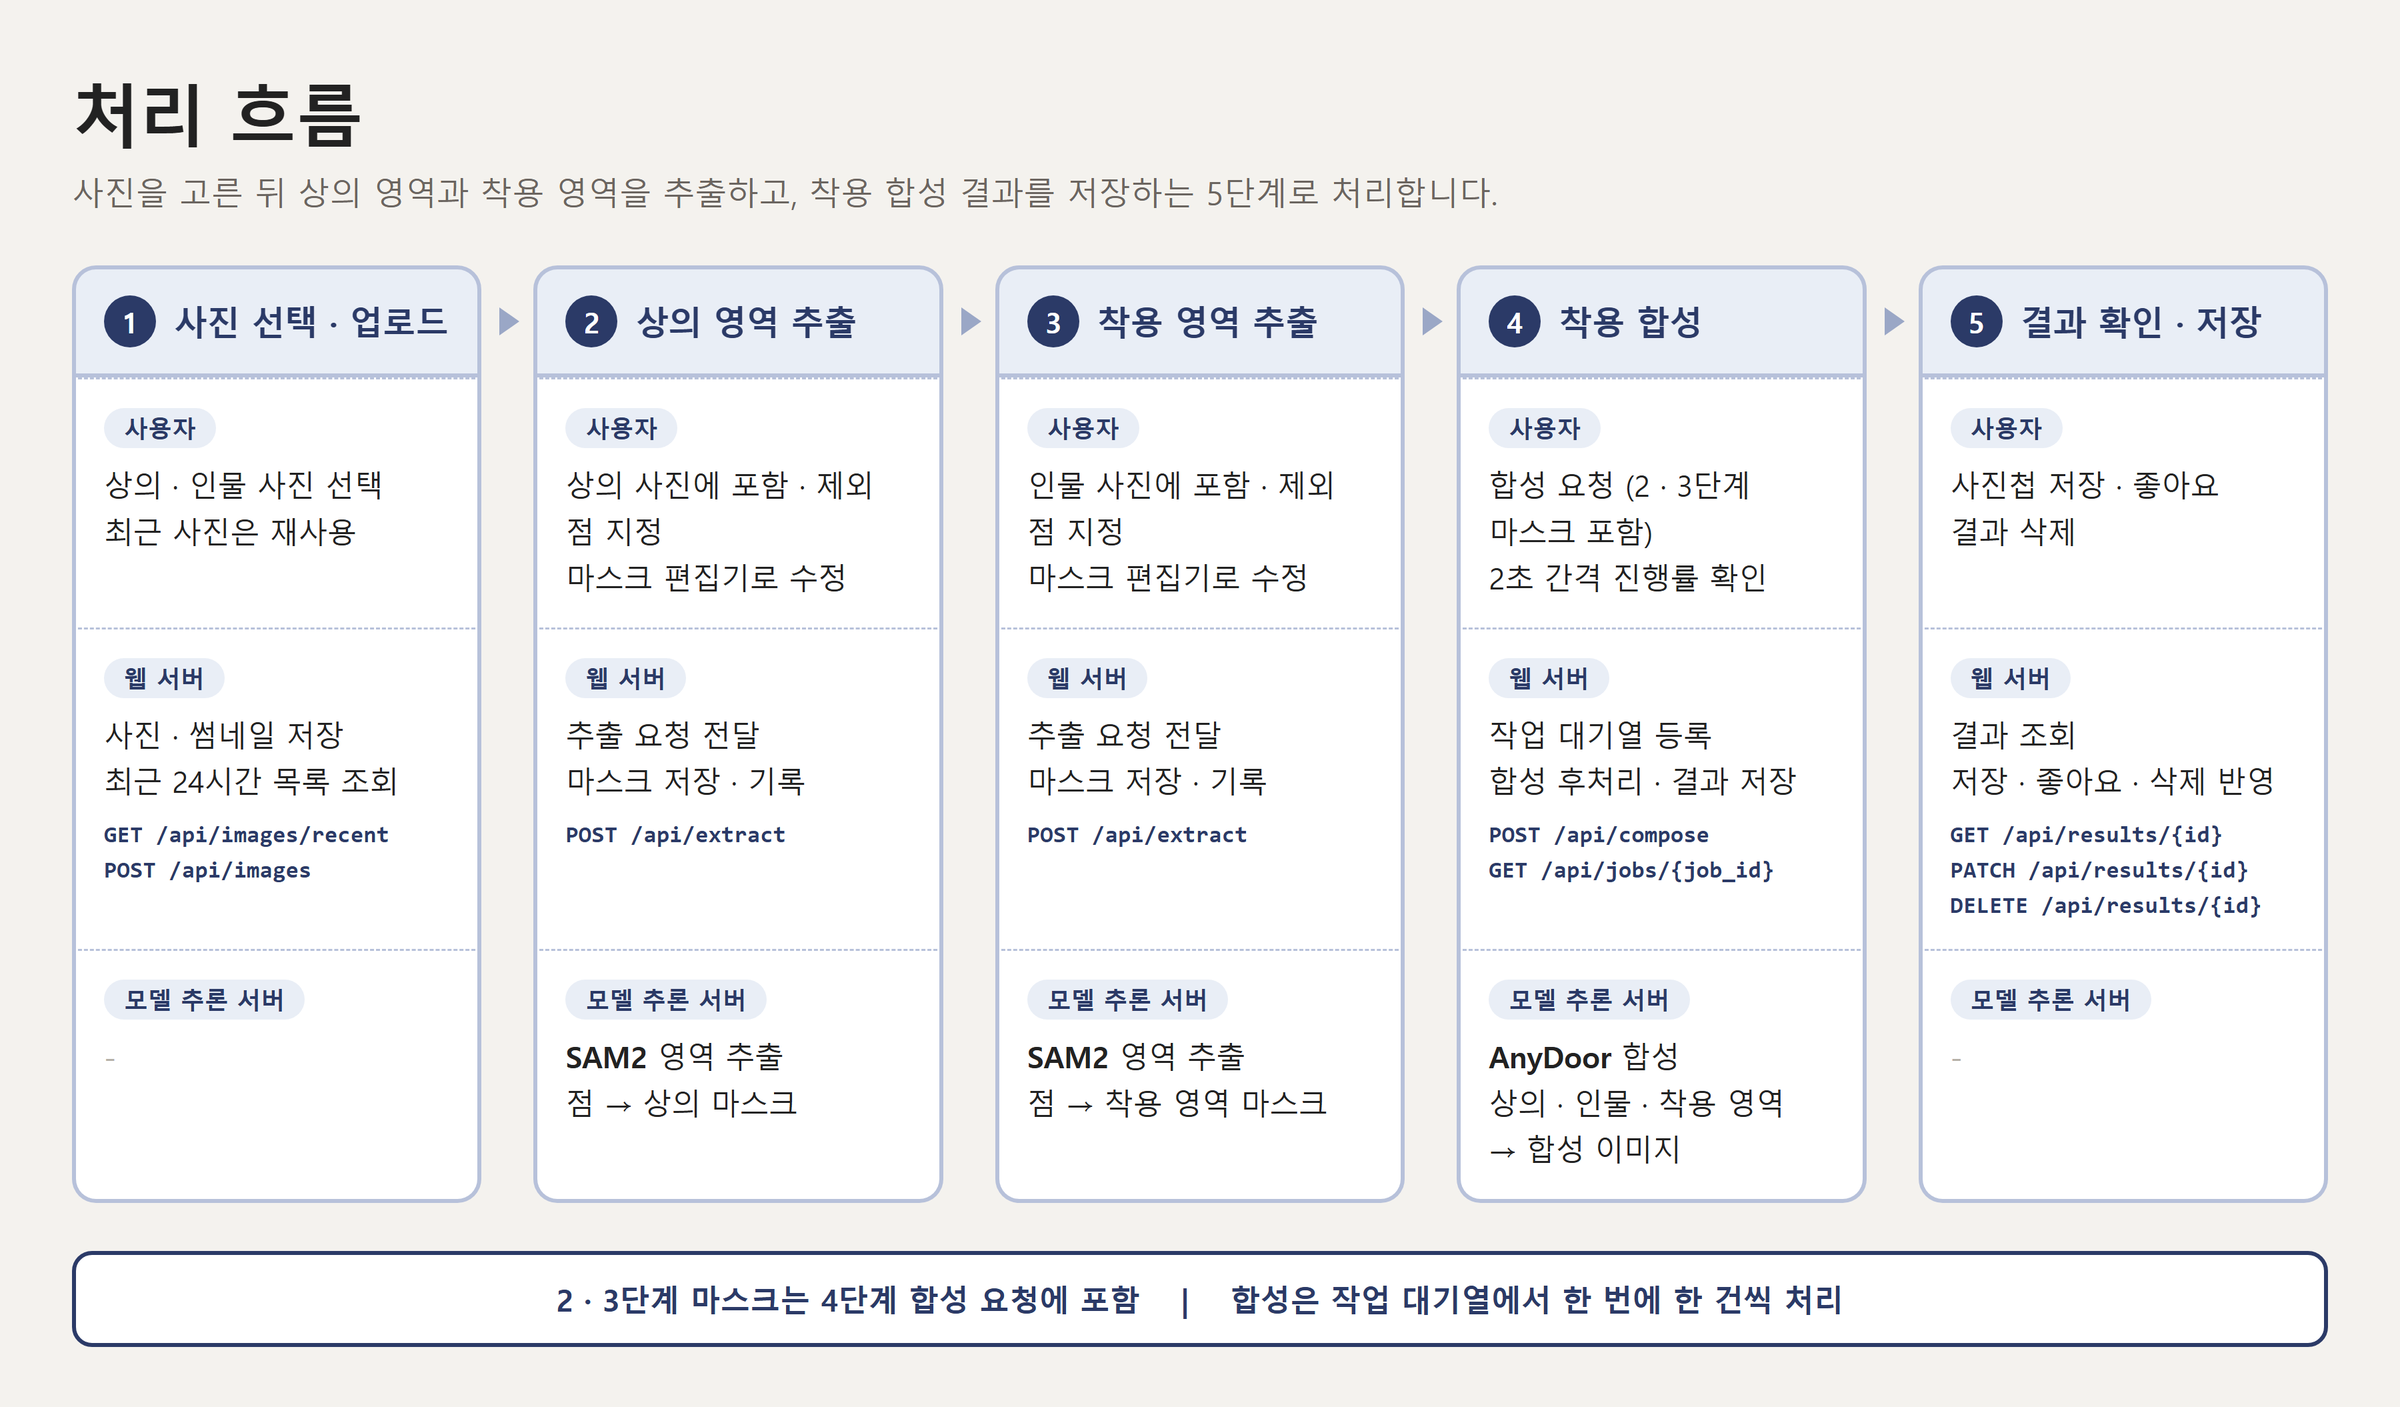 처리 흐름
사진을 고른 뒤 상의 영역과 착용 영역을 추출하고, 착용 합성 결과를 저장하는 5단계로 처리합니다.
1 사진 선택 · 업로드
사용자
상의 · 인물 사진 선택
최근 사진은 재사용
웹 서버
사진 · 썸네일 저장
최근 24시간 목록 조회
GET /api/images/recent
POST /api/images
모델 추론 서버
-
2 상의 영역 추출
사용자
상의 사진에 포함 · 제외
점 지정
마스크 편집기로 수정
웹 서버
추출 요청 전달
마스크 저장 · 기록
POST /api/extract
모델 추론 서버
SAM2 영역 추출
점 → 상의 마스크
3 착용 영역 추출
사용자
인물 사진에 포함 · 제외
점 지정
마스크 편집기로 수정
웹 서버
추출 요청 전달
마스크 저장 · 기록
POST /api/extract
모델 추론 서버
SAM2 영역 추출
점 → 착용 영역 마스크
4 착용 합성
사용자
합성 요청 (2 · 3단계
마스크 포함)
2초 간격 진행률 확인
웹 서버
작업 대기열 등록
합성 후처리 · 결과 저장
POST /api/compose
GET /api/jobs/{job_id}
모델 추론 서버
AnyDoor 합성
상의 · 인물 · 착용 영역
→ 합성 이미지
5 결과 확인 · 저장
사용자
사진첩 저장 · 좋아요
결과 삭제
웹 서버
결과 조회
저장 · 좋아요 · 삭제 반영
GET /api/results/{id}
PATCH /api/results/{id}
DELETE /api/results/{id}
모델 추론 서버
-
2 · 3단계 마스크는 4단계 합성 요청에 포함 | 합성은 작업 대기열에서 한 번에 한 건씩 처리